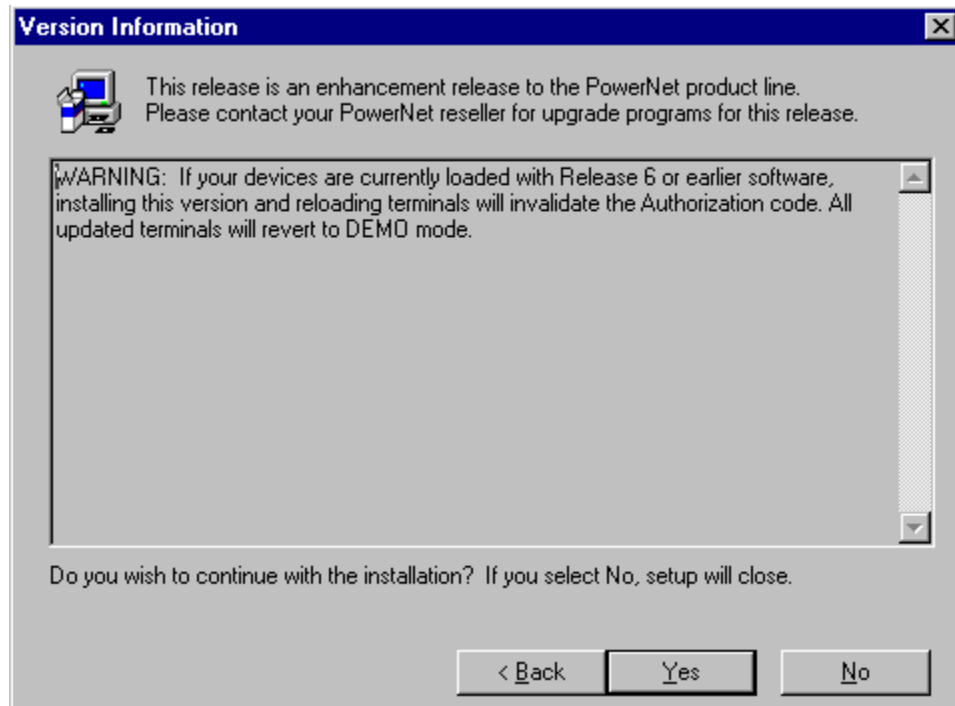 Version Information
This release is an enhancement release to the PowerNet product line.
Please contact your PowerNet reseller for upgrade programs for this release.
WARNING:  If your devices are currently loaded with Release 6 or earlier software,
installing this version and reloading terminals will invalidate the Authorization code. All
updated terminals will revert to DEMO mode.
Do you wish to continue with the installation?  If you select No, setup will close.
< Back
Yes
No